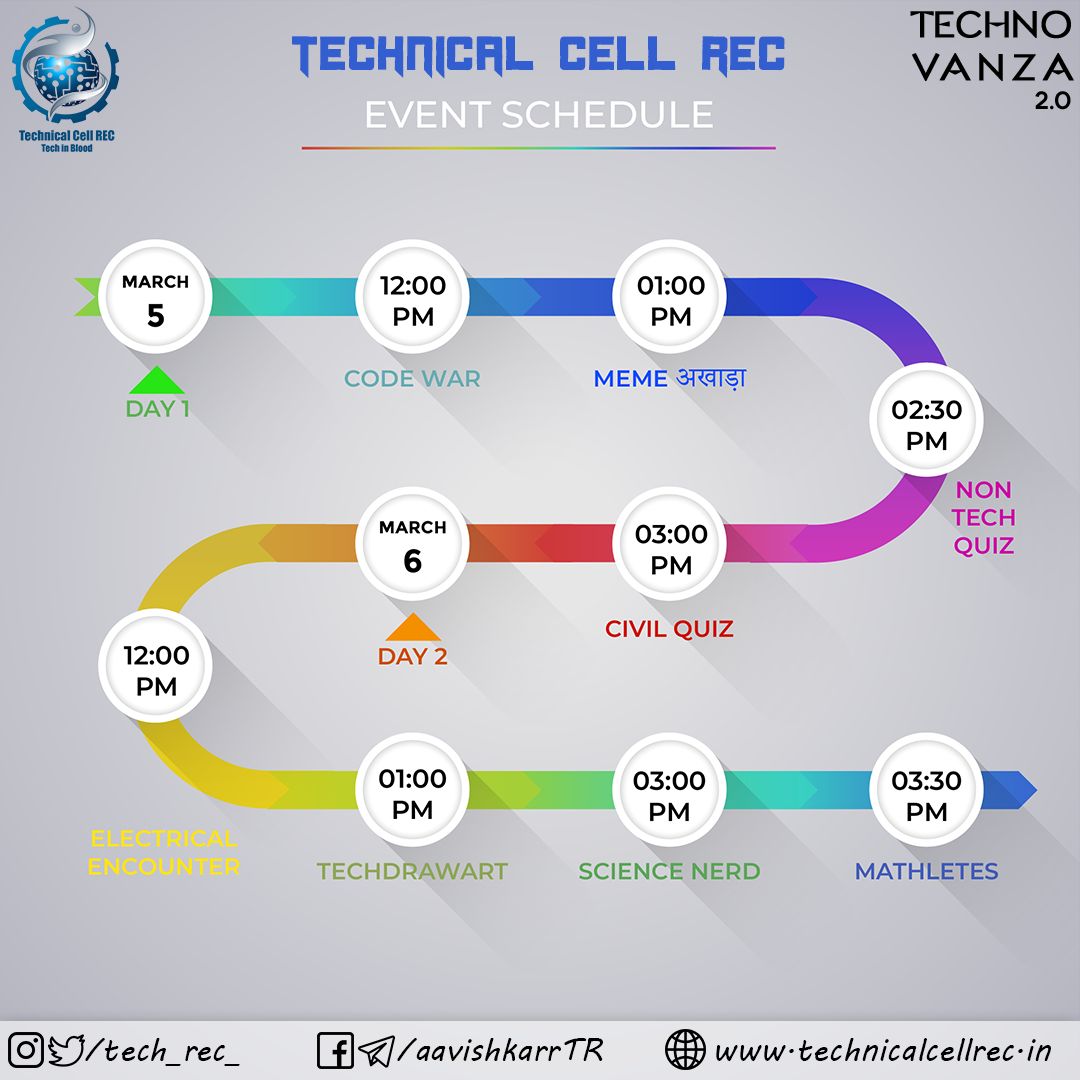 Technical Cell REC
Tech in Blood
TECHNICAL CELL REC
EVENT SCHEDULE
TECHNO
VANZA
2.0
MARCH
5
DAY 1
12:00
PM
CODE WAR
01:00
PM
MEME अखाड़ा
02:30
PM
NON
TECH
QUIZ
03:00
PM
CIVIL QUIZ
MARCH
6
DAY 2
12:00
PM
ELECTRICAL
ENCOUNTER
01:00
PM
TECHDRAWART
03:00
PM
SCIENCE NERD
03:30
PM
MATHLETES
/tech_rec_
/aavishkarrTR
www.technicalcellrec.in